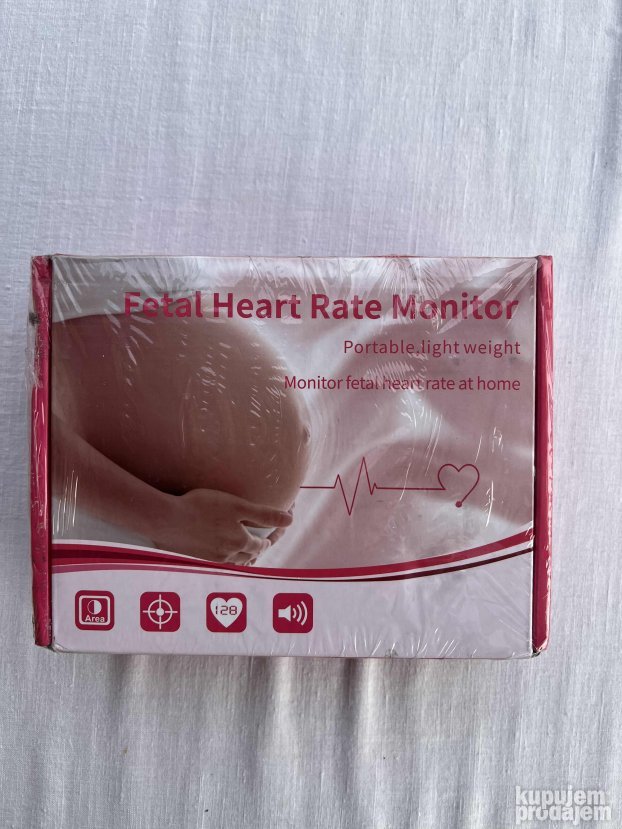 Fetal Heart Rate Monitor
Portable,light weight
Monitor fetal heart rate at home
Area
128
kupujem
prodajem